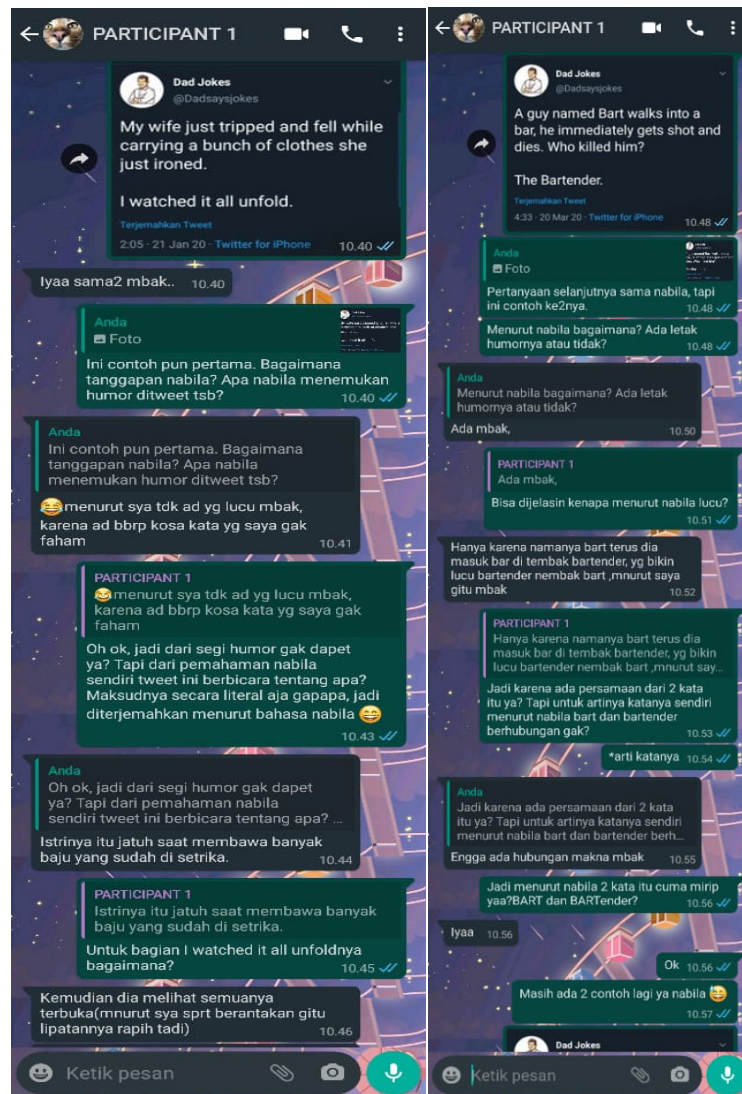 PARTICIPANT 1
Dad Jokes
@Dadsaysjokes
My wife just tripped and fell while
carrying a bunch of clothes she
just ironed.
I watched it all unfold.
Terjemahkan Tweet
2:05 · 21 Jan 20 · Twitter for iPhone
10.40
Iyaa sama2 mbak..
10.40
Anda
Foto
Ini contoh pun pertama. Bagaimana
tanggapan nabila? Apa nabila menemukan
humor ditweet tsb?
10.40
Anda
Ini contoh pun pertama. Bagaimana
tanggapan nabila? Apa nabila
menemukan humor ditweet tsb?
😂menurut sya tdk ad yg lucu mbak,
karena ad bbrp kosa kata yg saya gak
faham
10.41
PARTICIPANT 1
😂menurut sya tdk ad yg lucu mbak,
karena ad bbrp kosa kata yg saya gak
faham
Oh ok, jadi dari segi humor gak dapet
ya? Tapi dari pemahaman nabila
sendiri tweet ini berbicara tentang apa?
Maksudnya secara literal aja gapapa, jadi
diterjemahkan menurut bahasa nabila 😄
10.43
Anda
Oh ok, jadi dari segi humor gak dapet
ya? Tapi dari pemahaman nabila
sendiri tweet ini berbicara tentang apa? ...
Istrinya itu jatuh saat membawa banyak
baju yang sudah di setrika.
10.44
PARTICIPANT 1
Istrinya itu jatuh saat membawa banyak
baju yang sudah di setrika.
Untuk bagian I watched it all unfoldnya
bagaimana?
10.45
Kemudian dia melihat semuanya
terbuka(mnurut sya sprt berantakan gitu
lipatannya rapih tadi)
10.46
Ketik pesan
PARTICIPANT 1
Dad Jokes
@Dadsaysjokes
A guy named Bart walks into a
bar, he immediately gets shot and
dies. Who killed him?
The Bartender.
Terjemahkan Tweet
4:33 · 20 Mar 20 · Twitter for iPhone
10.48
Anda
Foto
Pertanyaan selanjutnya sama nabila, tapi
ini contoh ke2nya.
10.48
Menurut nabila bagaimana? Ada letak
humornya atau tidak?
10.48
Anda
Menurut nabila bagaimana? Ada letak
humornya atau tidak?
Ada mbak,
10.50
PARTICIPANT 1
Ada mbak,
Bisa dijelasin kenapa menurut nabila lucu?
10.51
Hanya karena namanya bart terus dia
masuk bar di tembak bartender, yg bikin
lucu bartender nembak bart ,mnurut saya
gitu mbak
10.52
PARTICIPANT 1
Hanya karena namanya bart terus dia
masuk bar di tembak bartender, yg bikin
lucu bartender nembak bart ,mnurut say...
Jadi karena ada persamaan dari 2 kata
itu ya? Tapi untuk artinya katanya sendiri
menurut nabila bart dan bartender
berhubungan gak?
10.53
*arti katanya
10.54
Anda
Jadi karena ada persamaan dari 2 kata
itu ya? Tapi untuk artinya katanya sendiri
menurut nabila bart dan bartender berh...
Engga ada hubungan makna mbak
10.55
Jadi menurut nabila 2 kata itu cuma mirip
yaa?BART dan BARTender?
10.56
Iyaa
10.56
Ok
10.56
Masih ada 2 contoh lagi ya nabila 😅
10.57
Dad Jokes
Ketik pesan